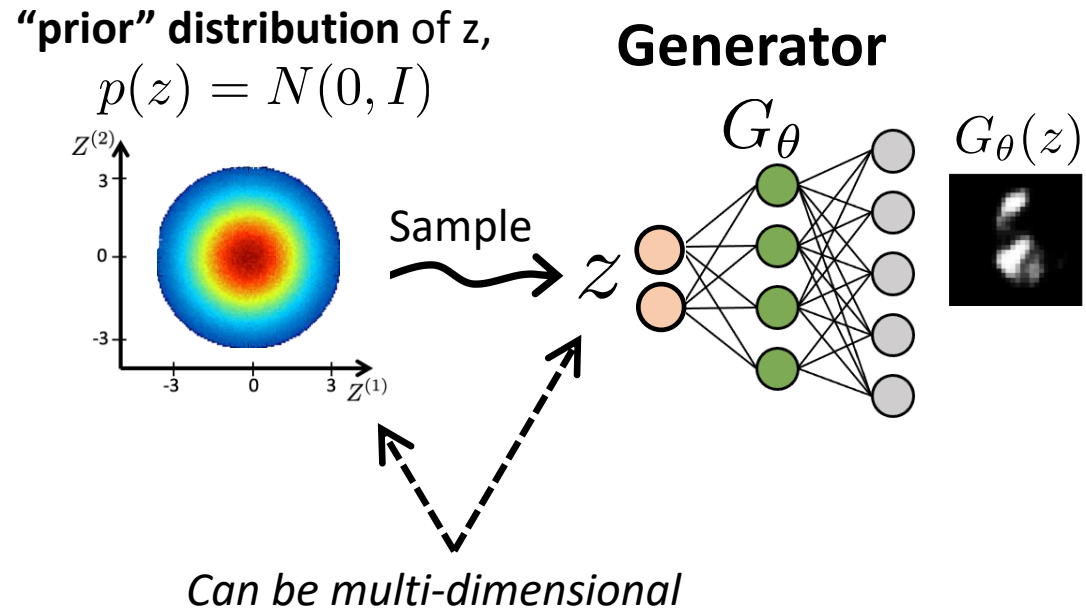 “prior” distribution of z,
p(z) = N(0, I)
Generator
G_θ
G_θ(z)
Z^(2)
3
0
-3
-3 0 3 Z^(1)
Sample
z
Can be multi-dimensional